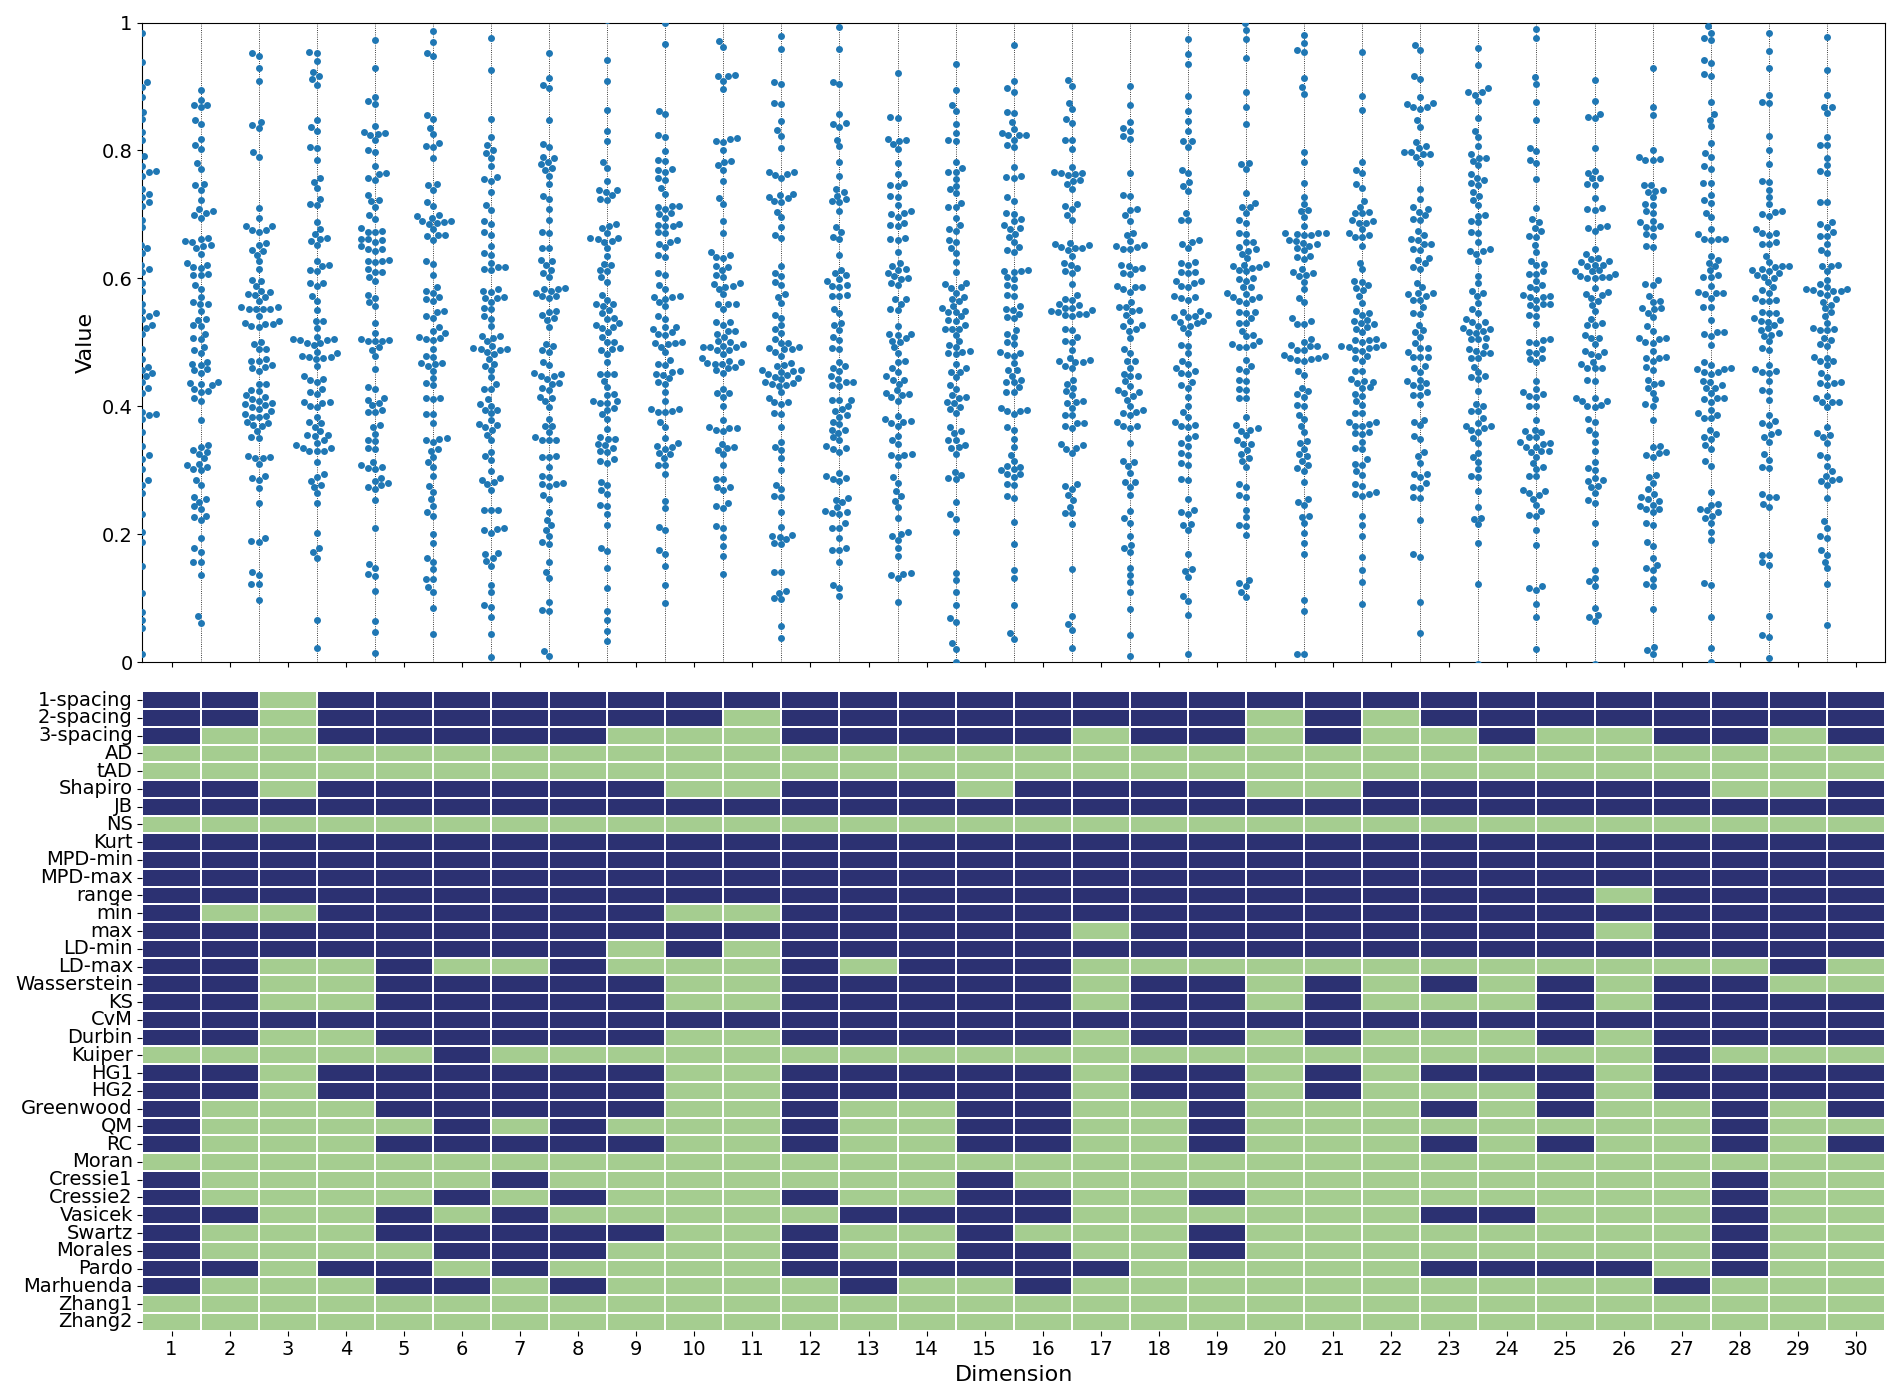 1
0.8
0.6
0.4
0.2
0
Value
1-spacing
2-spacing
3-spacing
AD
tAD
Shapiro
JB
NS
Kurt
MPD-min
MPD-max
range
min
max
LD-min
LD-max
Wasserstein
KS
CvM
Durbin
Kuiper
HG1
HG2
Greenwood
QM
RC
Moran
Cressie1
Cressie2
Vasicek
Swartz
Morales
Pardo
Marhuenda
Zhang1
Zhang2
1 2 3 4 5 6 7 8 9 10 11 12 13 14 15 16 17 18 19 20 21 22 23 24 25 26 27 28 29 30
Dimension